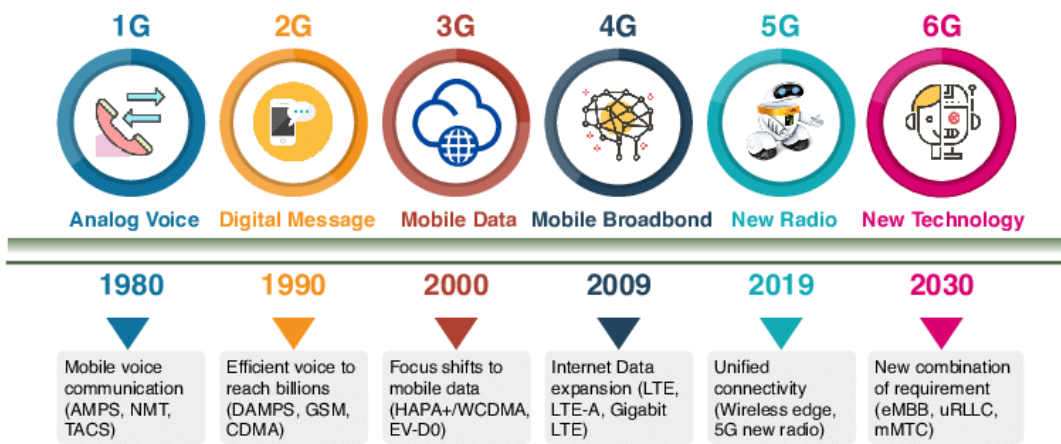 1G 2G 3G 4G 5G 6G
Analog Voice Digital Message Mobile Data Mobile Broadbond New Radio New Technology
1980 1990 2000 2009 2019 2030
Mobile voice
communication
(AMPS, NMT,
TACS)
Efficient voice to
reach billions
(DAMPS, GSM,
CDMA)
Focus shifts to
mobile data
(HAPA+/WCDMA,
EV-D0)
Internet Data
expansion (LTE,
LTE-A, Gigabit
LTE)
Unified
connectivity
(Wireless edge,
5G new radio)
New combination
of requirement
(eMBB, uRLLC,
mMTC)